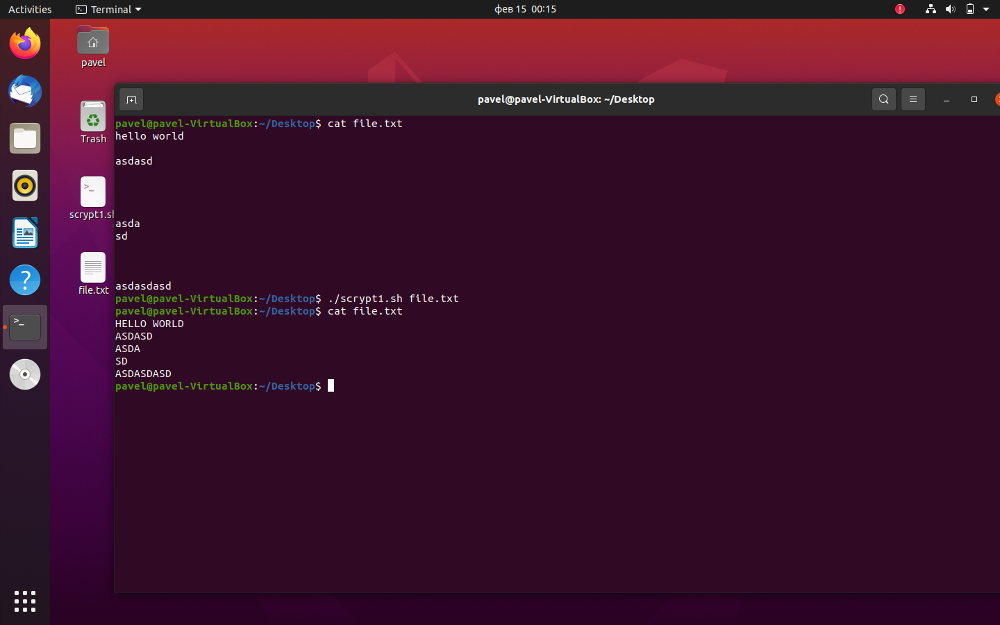 Activities
Terminal
фев 15 00:15
pavel
Trash
scrypt1.sh
file.txt
pavel@pavel-VirtualBox: ~/Desktop
pavel@pavel-VirtualBox:~/Desktop$ cat file.txt
hello world
asdasd
asda
sd
asdasdasd
pavel@pavel-VirtualBox:~/Desktop$ ./scrypt1.sh file.txt
pavel@pavel-VirtualBox:~/Desktop$ cat file.txt
HELLO WORLD
ASDASD
ASDA
SD
ASDASDASD
pavel@pavel-VirtualBox:~/Desktop$